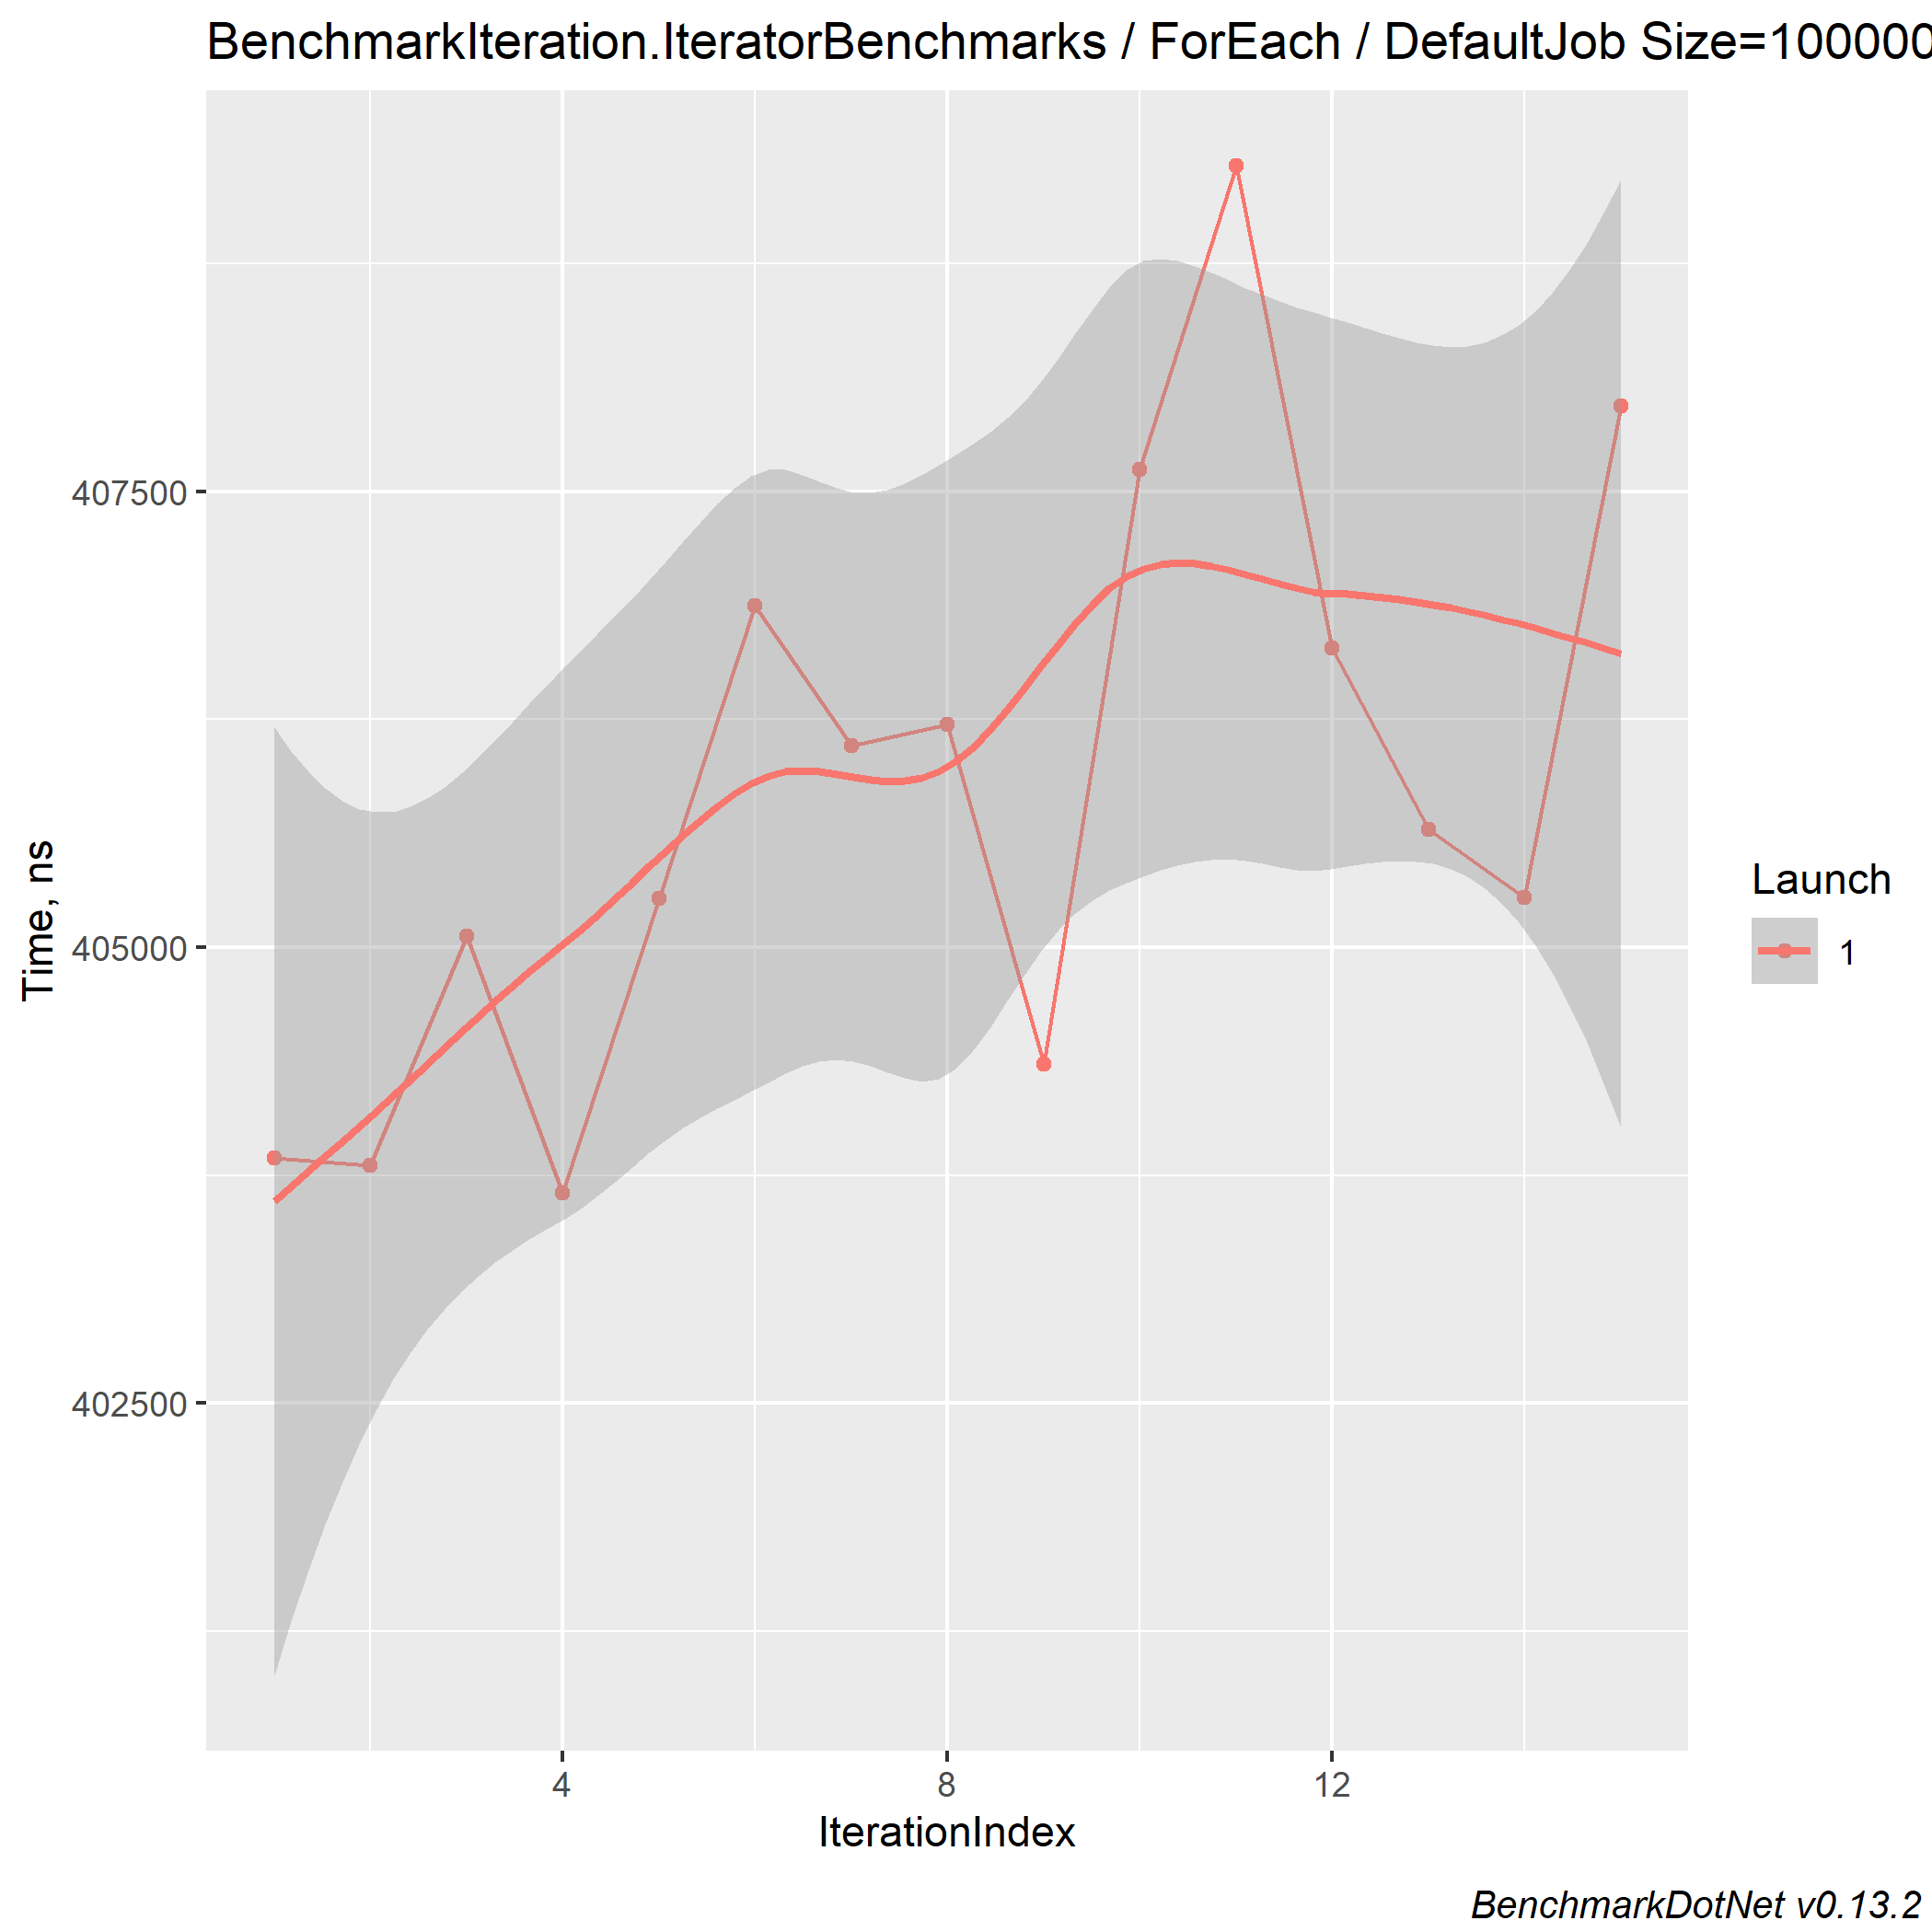 BenchmarkIteration.IteratorBenchmarks / ForEach / DefaultJob Size=100000
407500
405000
402500
Time, ns
4 8 12
IterationIndex
Launch
1
BenchmarkDotNet v0.13.2